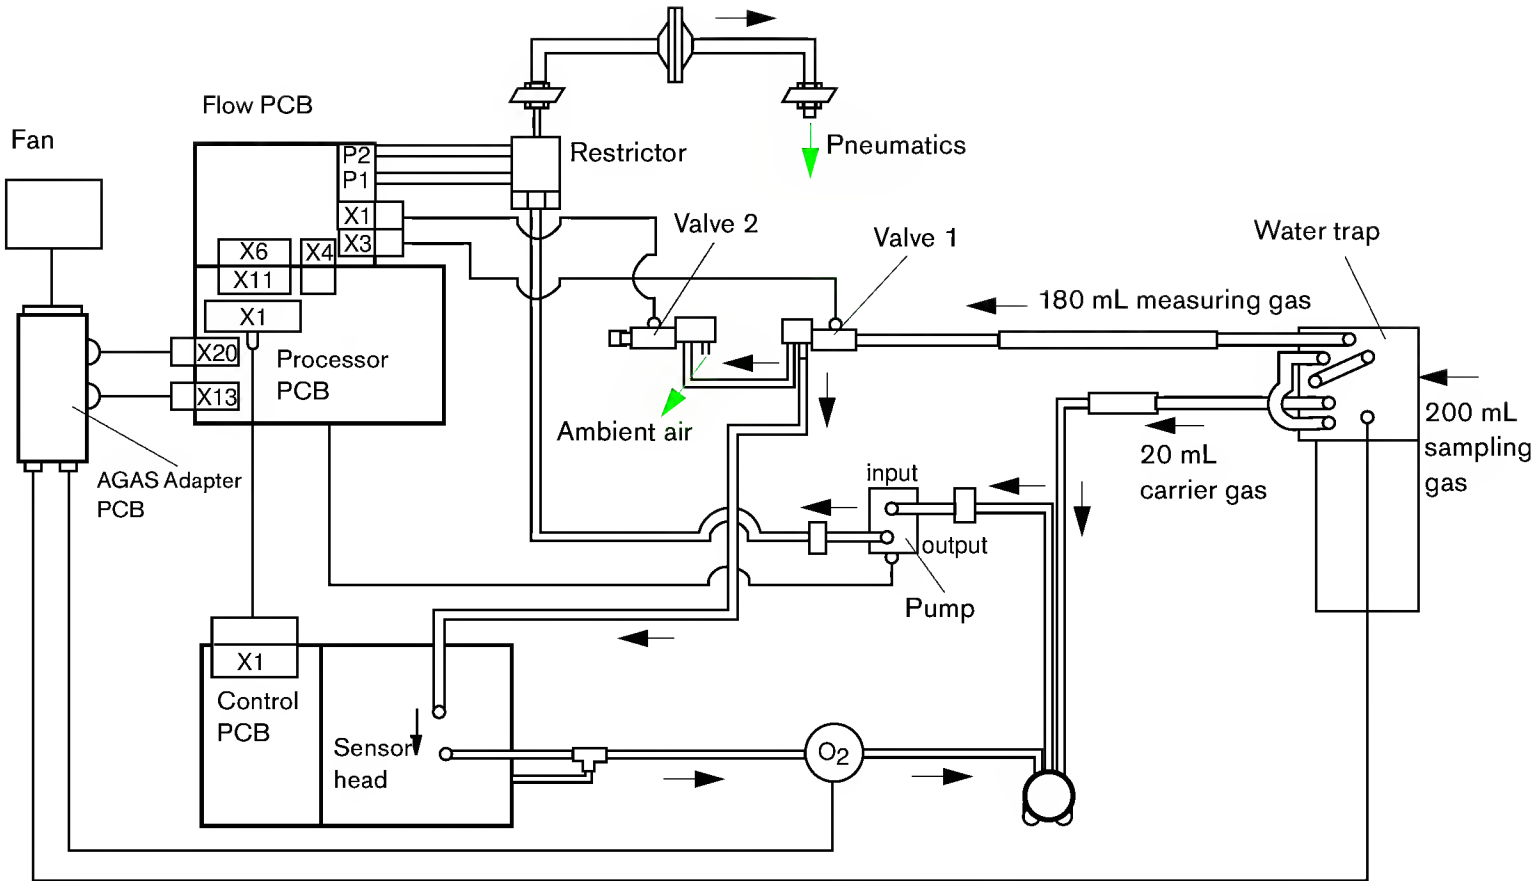 Flow PCB
Fan
P2
P1
Restrictor
Pneumatics
X1
X3
X6
X4
X11
X1
X20
X13
Processor
PCB
Valve 2
Valve 1
Water trap
180 mL measuring gas
Ambient air
200 mL
sampling
gas
20 mL
carrier gas
AGAS Adapter
PCB
input
output
Pump
X1
Control
PCB
Sensor
head
O2